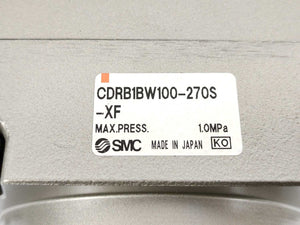 CDRB1BW100-270S
-XF
MAX.PRESS. 1.0MPa
SMC MADE IN JAPAN KO